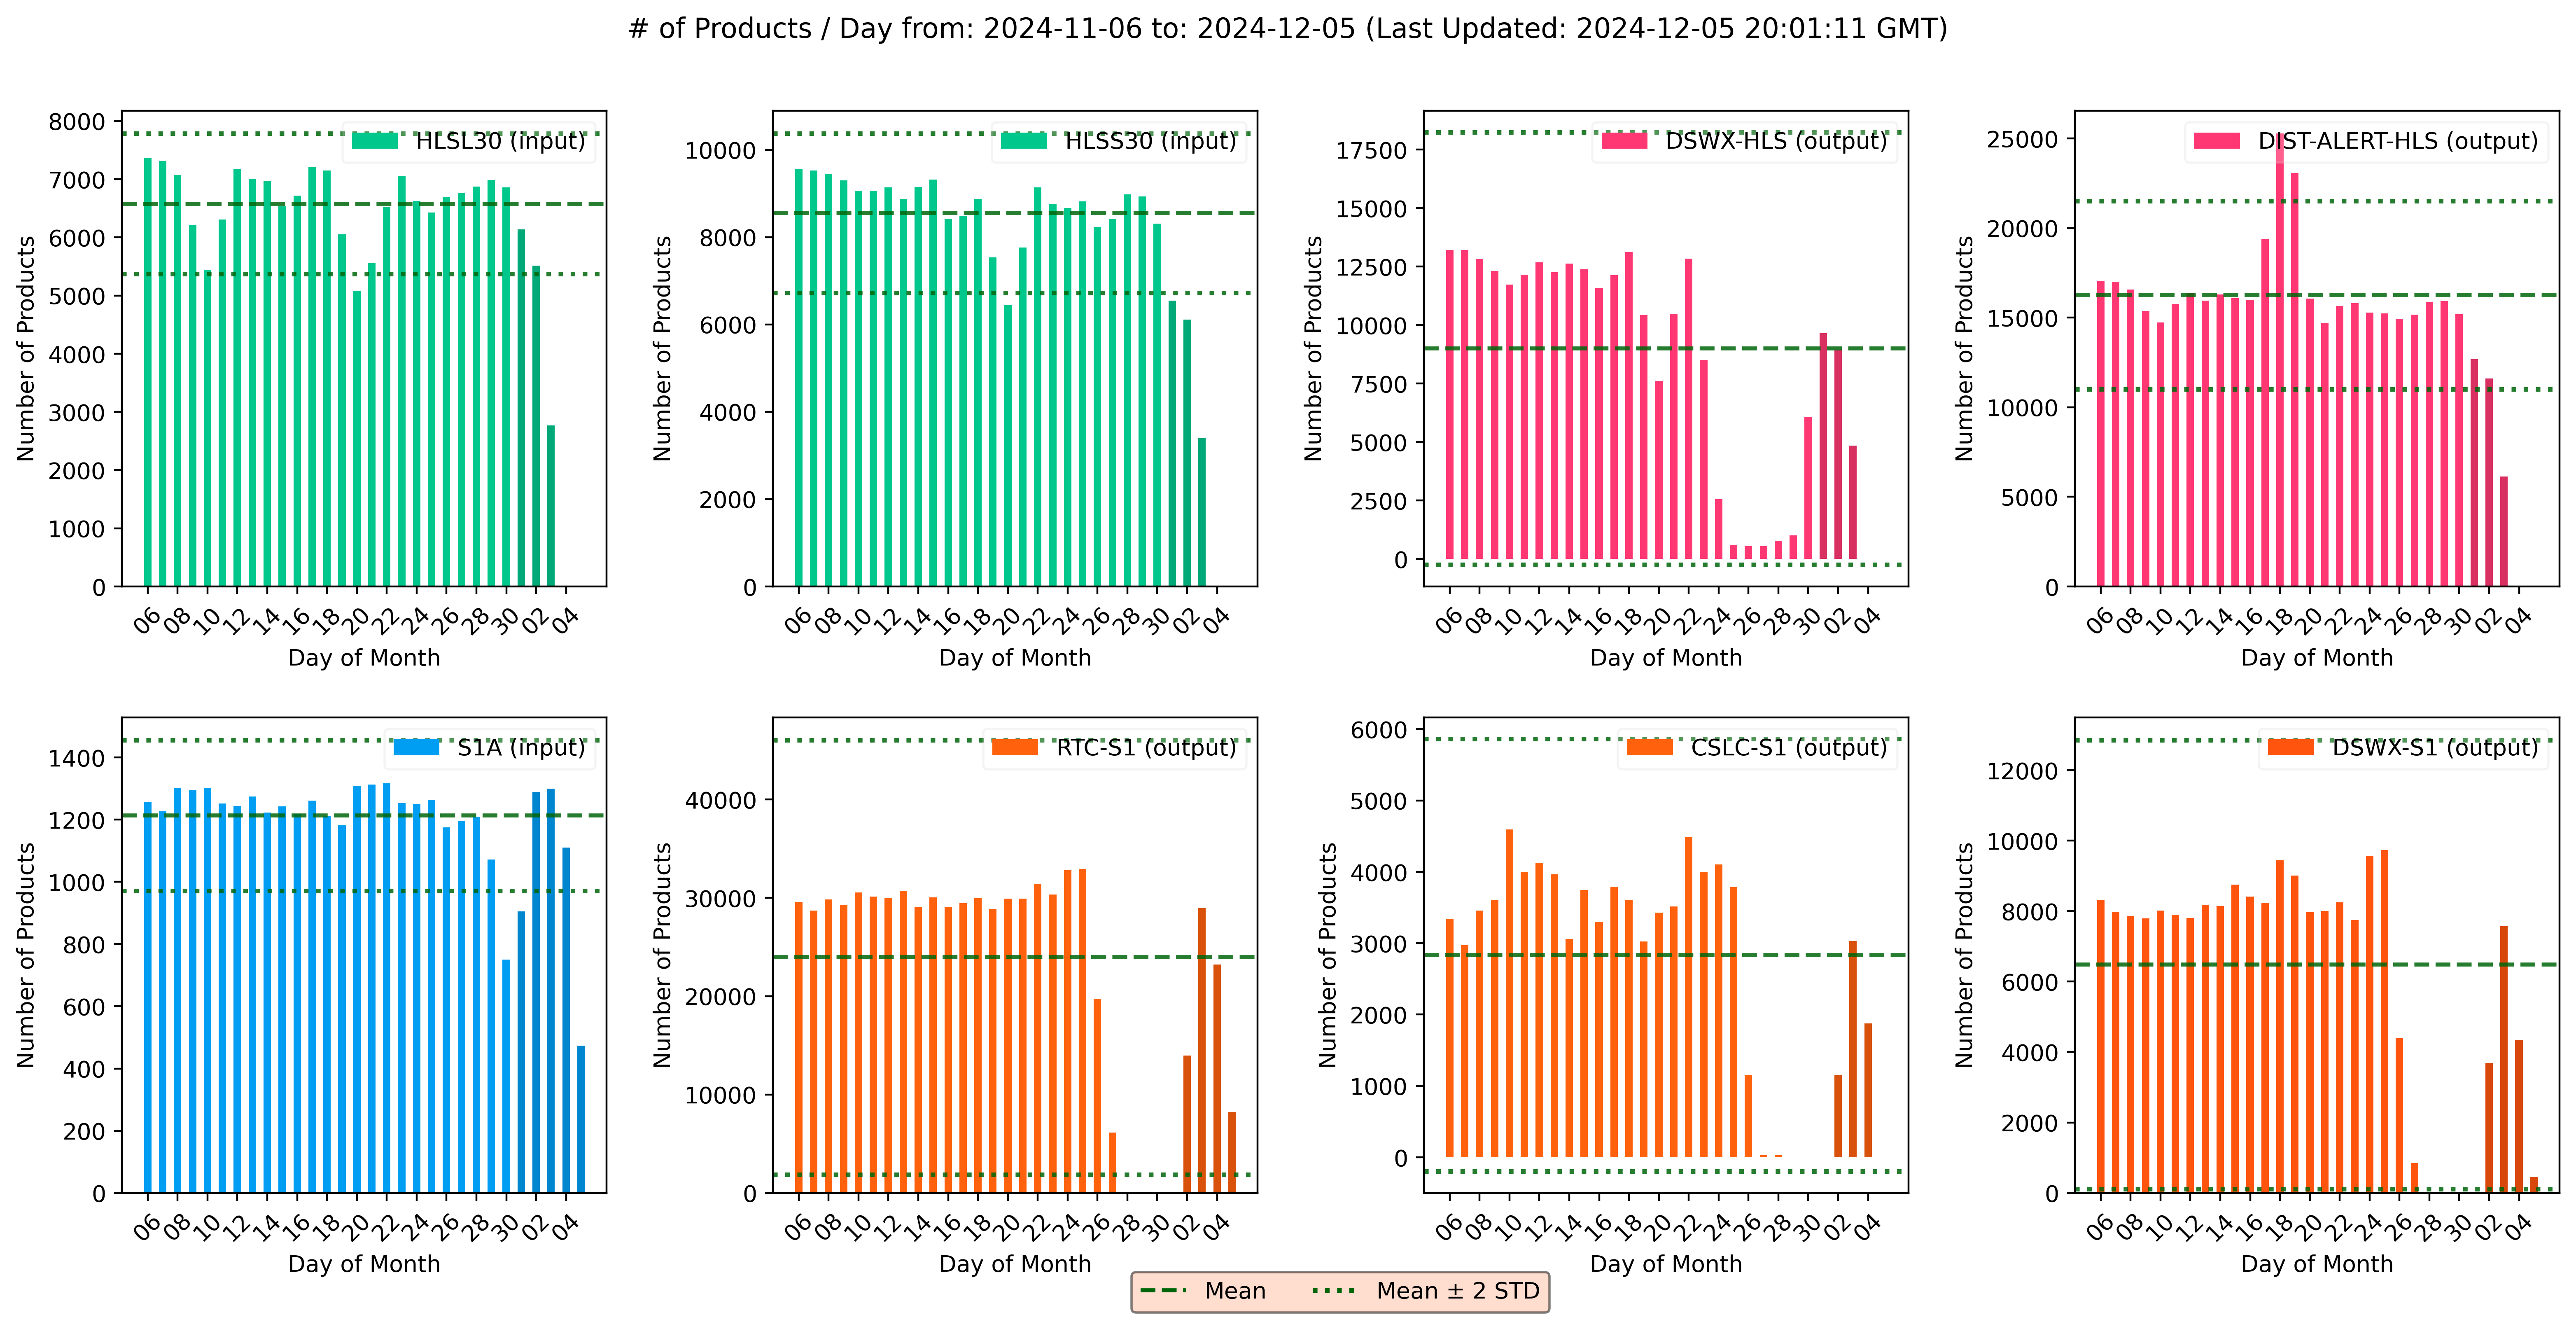 # of Products / Day from: 2024-11-06 to: 2024-12-05 (Last Updated: 2024-12-05 20:01:11 GMT)
HLSL30 (input)
Number of Products
8000
7000
6000
5000
4000
3000
2000
1000
0
06 08 10 12 14 16 18 20 22 24 26 28 30 02 04
Day of Month
HLSS30 (input)
Number of Products
10000
8000
6000
4000
2000
0
06 08 10 12 14 16 18 20 22 24 26 28 30 02 04
Day of Month
DSWX-HLS (output)
Number of Products
17500
15000
12500
10000
7500
5000
2500
0
06 08 10 12 14 16 18 20 22 24 26 28 30 02 04
Day of Month
DIST-ALERT-HLS (output)
Number of Products
25000
20000
15000
10000
5000
0
06 08 10 12 14 16 18 20 22 24 26 28 30 02 04
Day of Month
S1A (input)
Number of Products
1400
1200
1000
800
600
400
200
0
06 08 10 12 14 16 18 20 22 24 26 28 30 02 04
Day of Month
RTC-S1 (output)
Number of Products
40000
30000
20000
10000
0
06 08 10 12 14 16 18 20 22 24 26 28 30 02 04
Day of Month
CSLC-S1 (output)
Number of Products
6000
5000
4000
3000
2000
1000
0
06 08 10 12 14 16 18 20 22 24 26 28 30 02 04
Day of Month
DSWX-S1 (output)
Number of Products
12000
10000
8000
6000
4000
2000
0
06 08 10 12 14 16 18 20 22 24 26 28 30 02 04
Day of Month
Mean Mean ± 2 STD